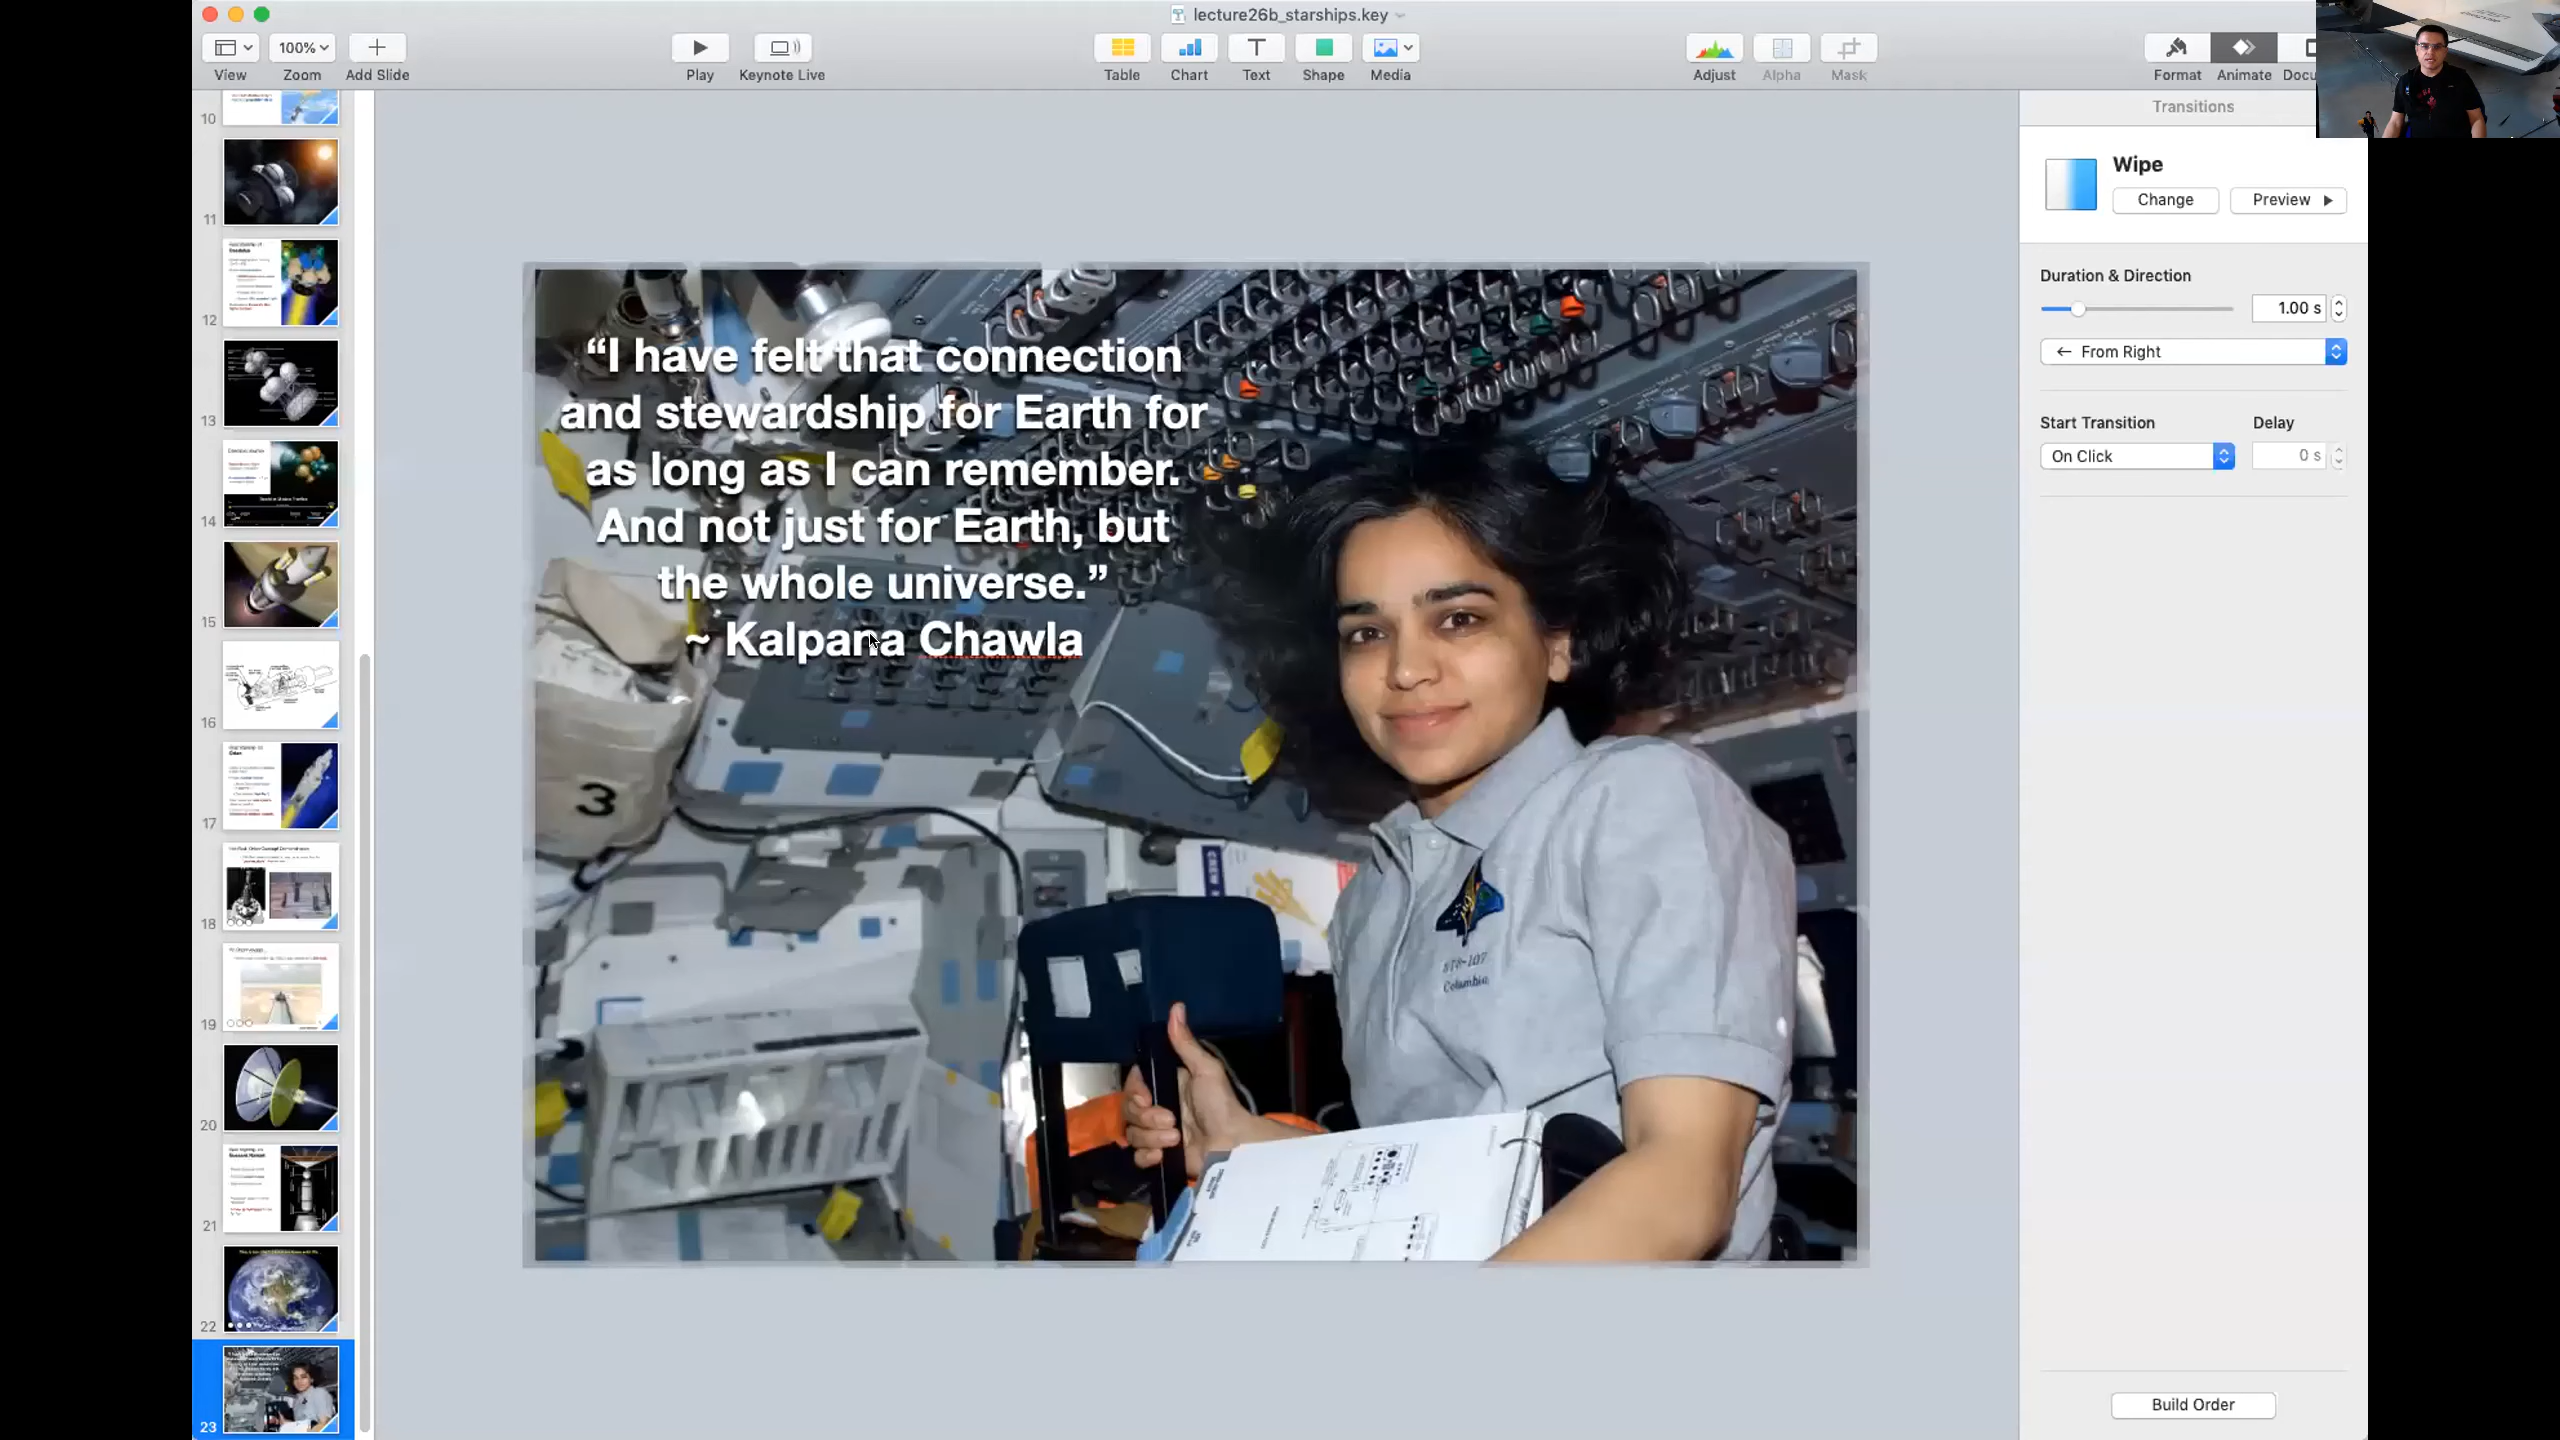 lecture26b_starships.key
View
100%
Zoom
Add Slide
Play
Keynote Live
Table
Chart
Text
Shape
Media
Adjust
Alpha
Mask
Format
Animate
Docu
Transitions
Wipe
Change
Preview
Duration & Direction
1.00 s
← From Right
Start Transition
Delay
On Click
0 s
Build Order
10
11
12
13
14
15
16
17
18
19
20
21
22
23
“I have felt that connection
and stewardship for Earth for
as long as I can remember.
And not just for Earth, but
the whole universe.”
~ Kalpana Chawla
3
STS-107
Columbia